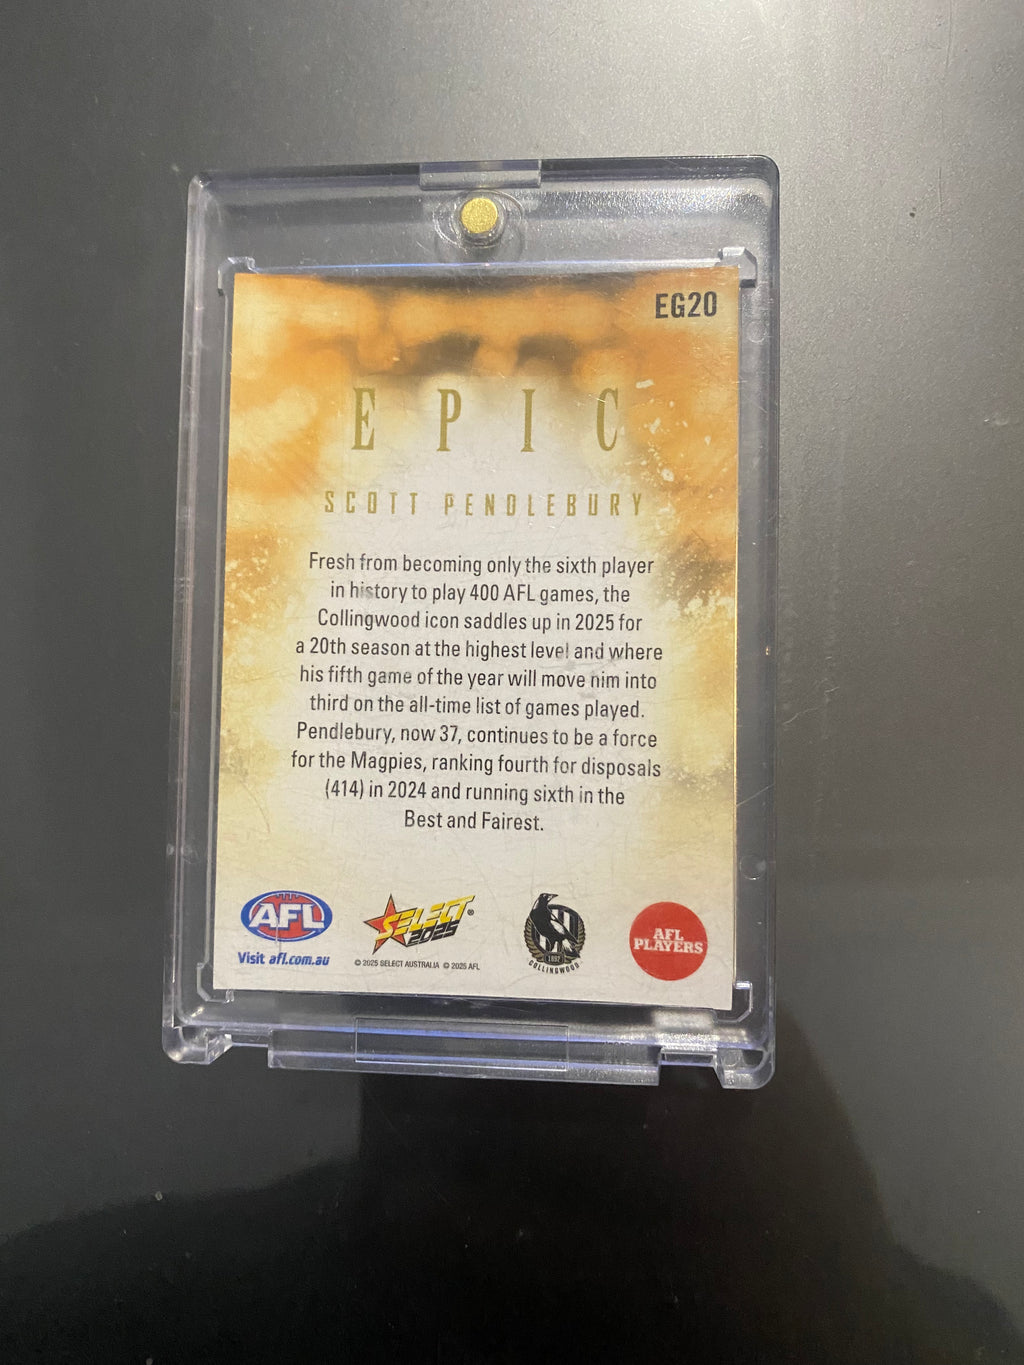 EG20
EPIC
SCOTT PENDLEBURY
Fresh from becoming only the sixth player
in history to play 400 AFL games, the
Collingwood icon saddles up in 2025 for
a 20th season at the highest level and where
his fifth game of the year will move him into
third on the all-time list of games played.
Pendlebury, now 37, continues to be a force
for the Magpies, ranking fourth for disposals
(414) in 2024 and running sixth in the
Best and Fairest.
AFL
Visit afl.com.au
SELECT®
2025
© 2025 SELECT AUSTRALIA © 2025 AFL
1892
COLLINGWOOD
AFL
PLAYERS